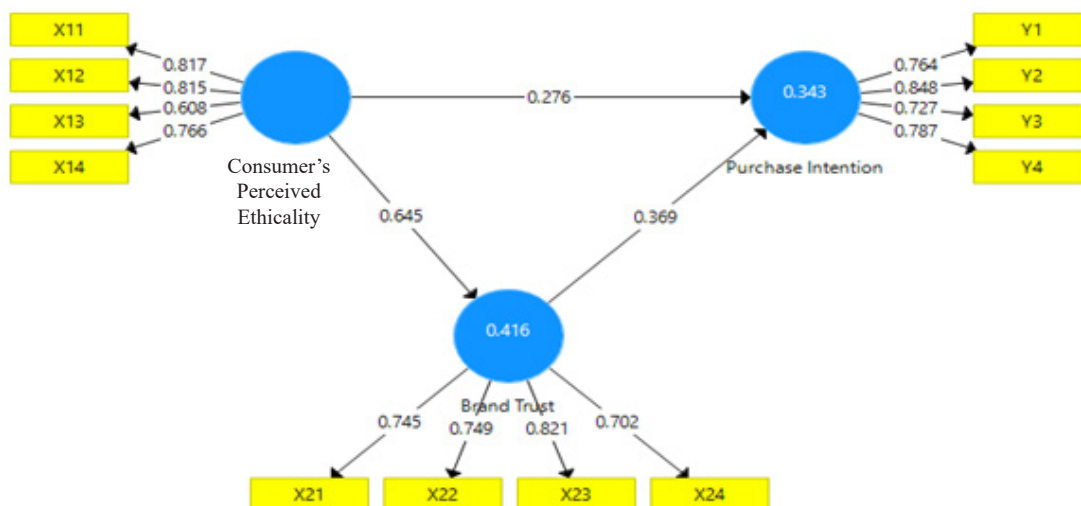 X11
X12
X13
X14
0.817
0.815
0.608
0.766
Consumer's
Perceived
Ethicality
0.276
0.343
Purchase Intention
0.764
0.848
0.727
0.787
Y1
Y2
Y3
Y4
0.645
0.369
0.416
Brand Trust
0.745
0.749
0.821
0.702
X21
X22
X23
X24